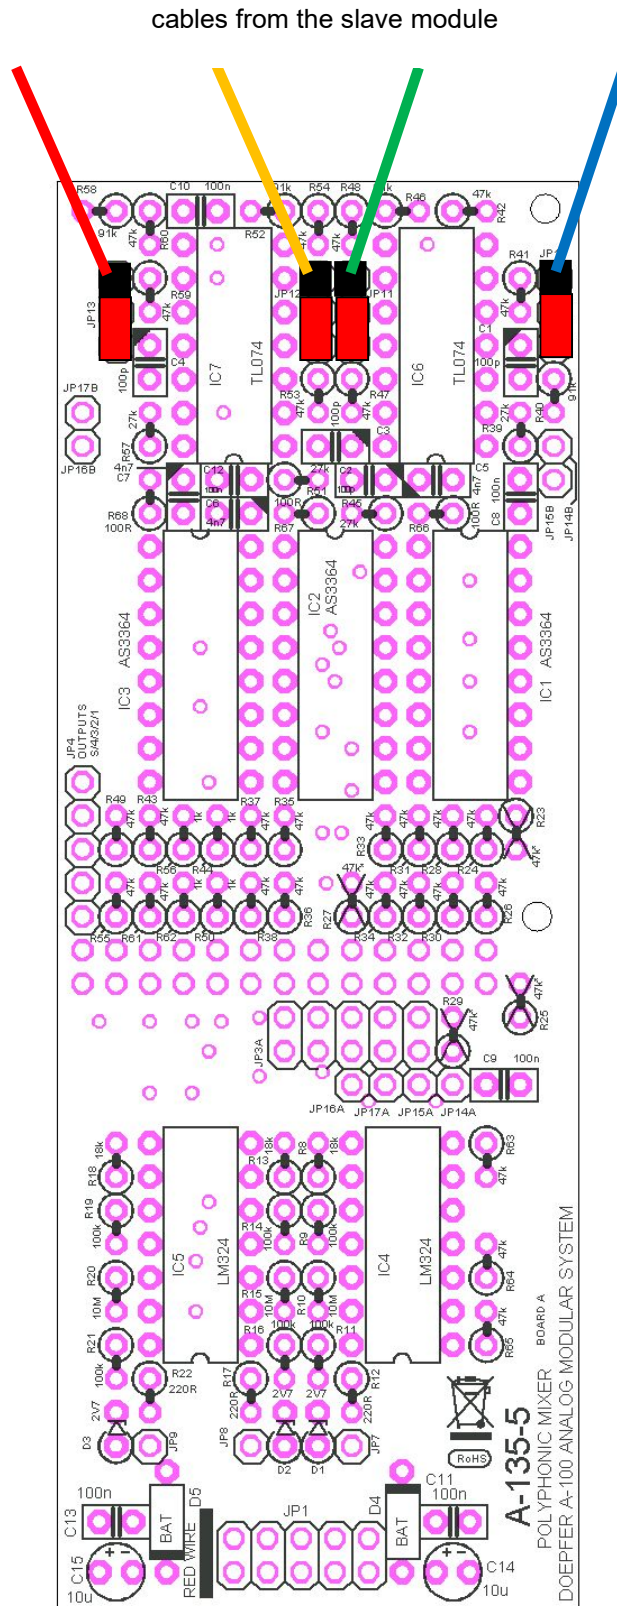 cables from the slave module
R58
C10
100n
91k
R54
R48
R46
47k
91k
47k
R60
R52
47k
47k
R42
R41
JP13
R59
47k
JP12
JP11
47k
C1
100p
C4
IC7
TL074
IC6
TL074
100p
JP17B
R53
R47
R40
91k
47k
100p
47k
27k
27k
R57
C3
R39
JP16B
4n7
C7
C12
100n
27k
C2
100p
C5
4n7
100n
R51
R68
100R
C6
4n7
100R
R67
R45
27k
R66
100R
C8
JP15B
JP14B
AS3364
IC3
IC2
AS3364
AS3364
IC1
JP4
OUTPUTS
S/4/3/2/1
R49
R43
R37
R35
R23
47k
47k
1k
1k
47k
47k
47k
47k
47k
47k
47k*
R33
R56
R44
R31
R28
R24
47k
47k
1k
1k
47k
47k
47k*
47k
47k
47k
47k
R55
R61
R62
R50
R38
R36
R27
R34
R32
R30
R26
47k*
R25
R29
47k*
JP3A
C9
100n
JP16A
JP17A
JP15A
JP14A
18k
R13
18k
R8
R63
R18
47k
R19
R14
R9
100k
100k
IC5
LM324
IC4
LM324
47k
R20
R15
R10
R64
10M
10M
10M
47k
R21
R16
100k
100k
R11
R65
100k
R22
220R
R17
220R
R12
220R
2V7
2V7
2V7
D3
JP9
JP8
D2
D1
JP7
RoHS
BOARD A
A-135-5
POLYPHONIC MIXER
DOEPFER A-100 ANALOG MODULAR SYSTEM
C13
100n
BAT
D5
RED WIRE
JP1
D4
BAT
C11
100n
C15
10u
C14
10u